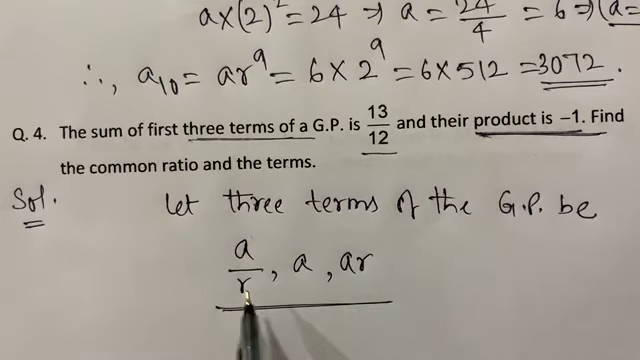 a×(2)² = 24 ⇒ a = 24/4 = 6 ⇒ (a =
∴, a₁₀ = ar⁹ = 6 × 2⁹ = 6 × 512 = 3072.
Q. 4. The sum of first three terms of a G.P. is 13/12 and their product is −1. Find
the common ratio and the terms.
Sol. Let three terms of the G.P. be
a/r, a, ar